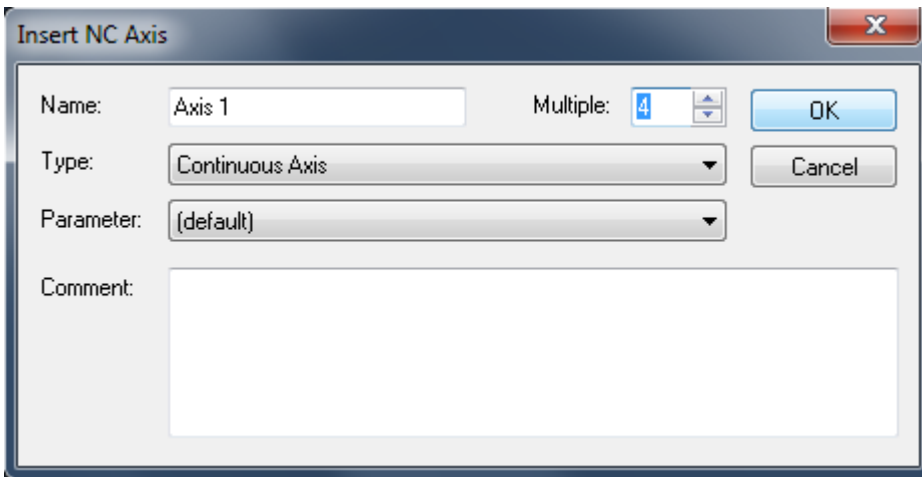 Insert NC Axis
Name: Axis 1 Multiple: 4 OK
Type: Continuous Axis Cancel
Parameter: (default)
Comment: